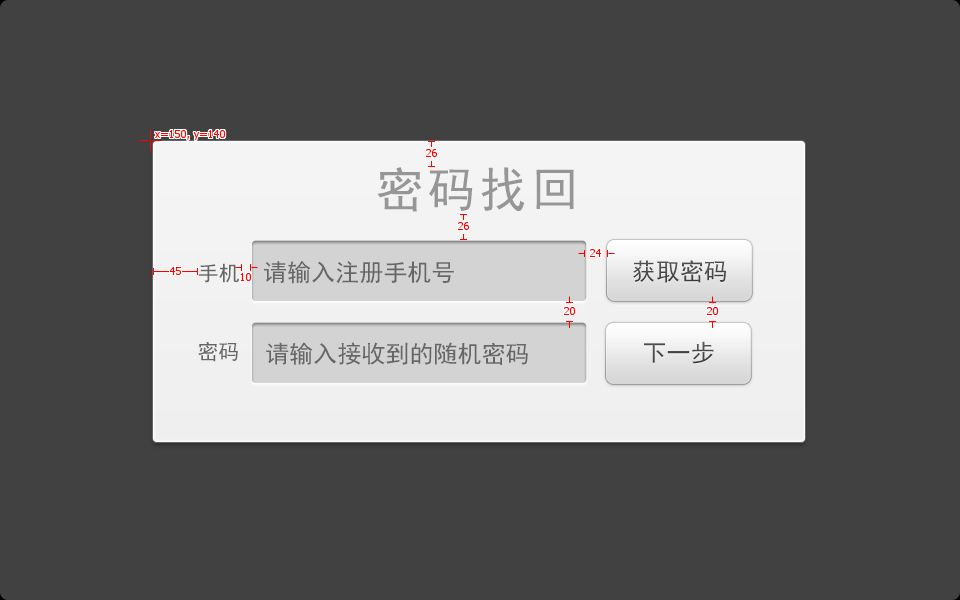 x=150, y=140
26
密码找回
26
45 手机 10 请输入注册手机号 24 获取密码
20 20
密码 请输入接收到的随机密码 下一步